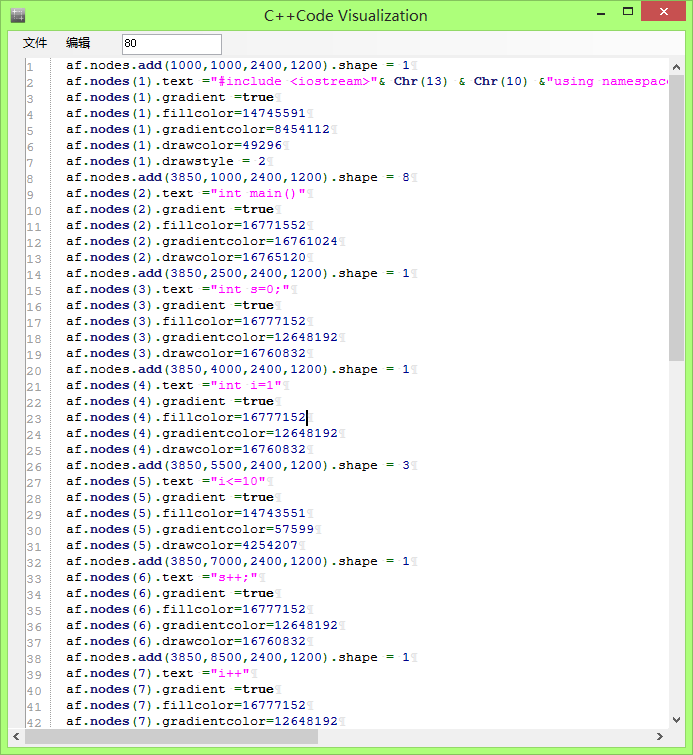 C++Code Visualization
文件 编辑 80
1 af.nodes.add(1000,1000,2400,1200).shape = 1¶
2 af.nodes(1).text ="#include <iostream>"& Chr(13) & Chr(10) &"using namespac
3 af.nodes(1).gradient =true¶
4 af.nodes(1).fillcolor=14745591¶
5 af.nodes(1).gradientcolor=8454112¶
6 af.nodes(1).drawcolor=49296¶
7 af.nodes(1).drawstyle = 2¶
8 af.nodes.add(3850,1000,2400,1200).shape = 8¶
9 af.nodes(2).text ="int main()"¶
10 af.nodes(2).gradient =true¶
11 af.nodes(2).fillcolor=16771552¶
12 af.nodes(2).gradientcolor=16761024¶
13 af.nodes(2).drawcolor=16765120¶
14 af.nodes.add(3850,2500,2400,1200).shape = 1¶
15 af.nodes(3).text ="int s=0;"¶
16 af.nodes(3).gradient =true¶
17 af.nodes(3).fillcolor=16777152¶
18 af.nodes(3).gradientcolor=12648192¶
19 af.nodes(3).drawcolor=16760832¶
20 af.nodes.add(3850,4000,2400,1200).shape = 1¶
21 af.nodes(4).text ="int i=1"¶
22 af.nodes(4).gradient =true¶
23 af.nodes(4).fillcolor=16777152¶
24 af.nodes(4).gradientcolor=12648192¶
25 af.nodes(4).drawcolor=16760832¶
26 af.nodes.add(3850,5500,2400,1200).shape = 3¶
27 af.nodes(5).text ="i<=10"¶
28 af.nodes(5).gradient =true¶
29 af.nodes(5).fillcolor=14743551¶
30 af.nodes(5).gradientcolor=57599¶
31 af.nodes(5).drawcolor=4254207¶
32 af.nodes.add(3850,7000,2400,1200).shape = 1¶
33 af.nodes(6).text ="s++;"¶
34 af.nodes(6).gradient =true¶
35 af.nodes(6).fillcolor=16777152¶
36 af.nodes(6).gradientcolor=12648192¶
37 af.nodes(6).drawcolor=16760832¶
38 af.nodes.add(3850,8500,2400,1200).shape = 1¶
39 af.nodes(7).text ="i++"¶
40 af.nodes(7).gradient =true¶
41 af.nodes(7).fillcolor=16777152¶
42 af.nodes(7).gradientcolor=12648192¶